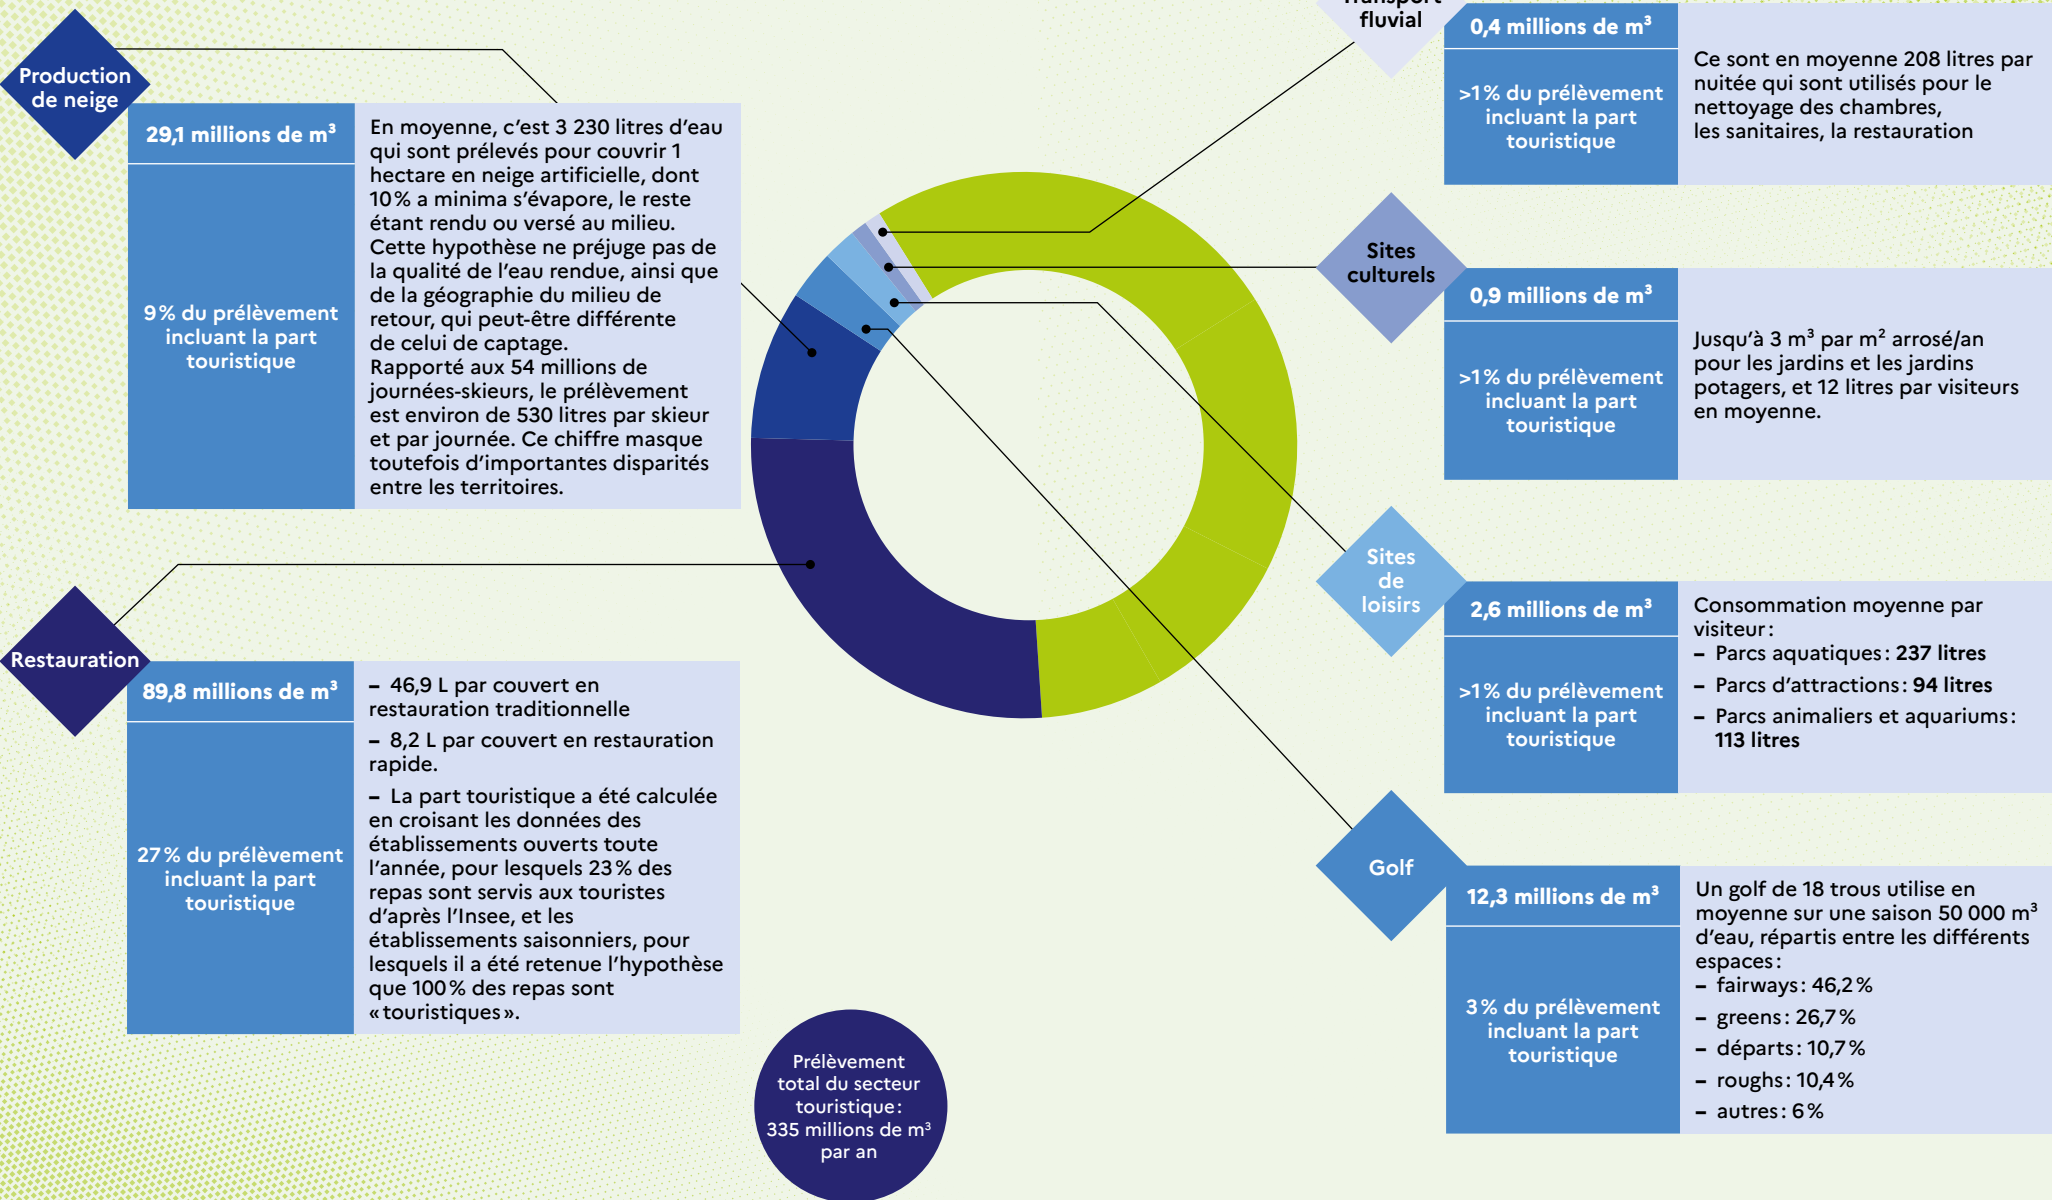 Production
de neige
29,1 millions de m³
9 % du prélèvement
incluant la part
touristique
En moyenne, c’est 3 230 litres d’eau
qui sont prélevés pour couvrir 1
hectare en neige artificielle, dont
10 % a minima s’évapore, le reste
étant rendu ou versé au milieu.
Cette hypothèse ne préjuge pas de
la qualité de l’eau rendue, ainsi que
de la géographie du milieu de
retour, qui peut-être différente
de celui de captage.
Rapporté aux 54 millions de
journées-skieurs, le prélèvement
est environ de 530 litres par skieur
et par journée. Ce chiffre masque
toutefois d’importantes disparités
entre les territoires.
Restauration
89,8 millions de m³
27 % du prélèvement
incluant la part
touristique
– 46,9 L par couvert en
restauration traditionnelle
– 8,2 L par couvert en restauration
rapide.
– La part touristique a été calculée
en croisant les données des
établissements ouverts toute
l’année, pour lesquels 23 % des
repas sont servis aux touristes
d’après l’Insee, et les
établissements saisonniers, pour
lesquels il a été retenue l’hypothèse
que 100 % des repas sont
« touristiques ».
Prélèvement
total du secteur
touristique :
335 millions de m³
par an
Transport
fluvial
0,4 millions de m³
>1 % du prélèvement
incluant la part
touristique
Ce sont en moyenne 208 litres par
nuitée qui sont utilisés pour le
nettoyage des chambres,
les sanitaires, la restauration
Sites
culturels
0,9 millions de m³
>1 % du prélèvement
incluant la part
touristique
Jusqu’à 3 m³ par m² arrosé/an
pour les jardins et les jardins
potagers, et 12 litres par visiteurs
en moyenne.
Sites
de
loisirs
2,6 millions de m³
>1 % du prélèvement
incluant la part
touristique
Consommation moyenne par
visiteur :
– Parcs aquatiques : 237 litres
– Parcs d’attractions : 94 litres
– Parcs animaliers et aquariums :
113 litres
Golf
12,3 millions de m³
3 % du prélèvement
incluant la part
touristique
Un golf de 18 trous utilise en
moyenne sur une saison 50 000 m³
d’eau, répartis entre les différents
espaces :
– fairways : 46,2 %
– greens : 26,7 %
– départs : 10,7 %
– roughs : 10,4 %
– autres : 6 %